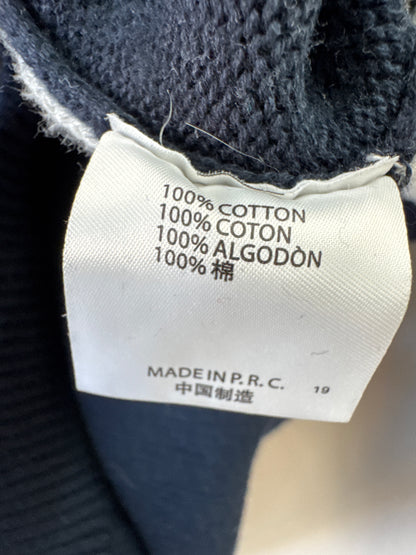 100% COTTON
100% COTON
100% ALGODÒN
100% 棉
MADE IN P. R. C. 19
中国制造